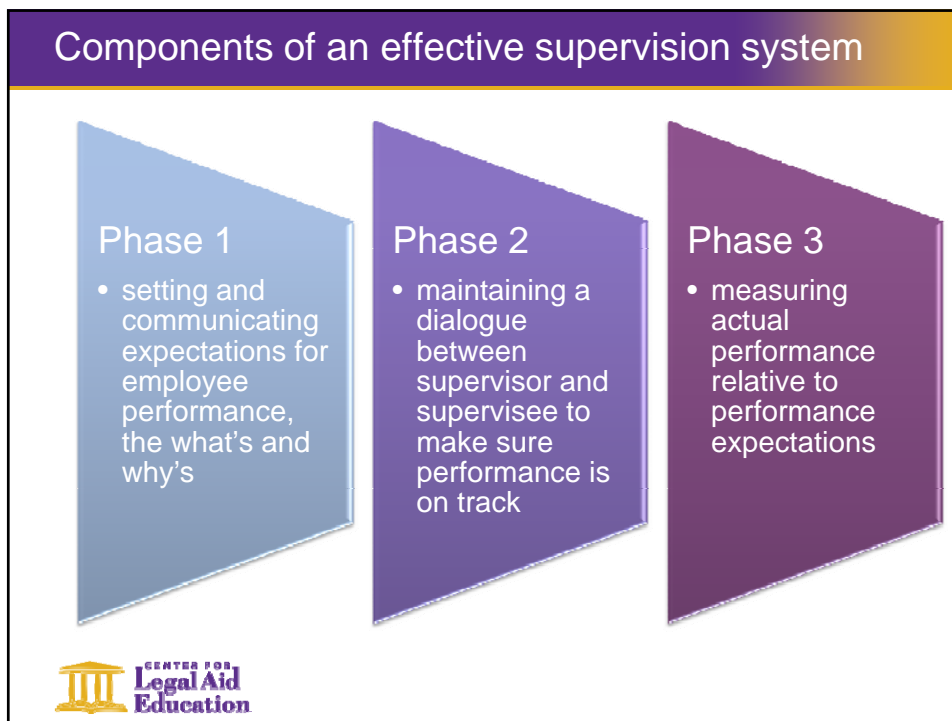 Components of an effective supervision system
Phase 1
• setting and
communicating
expectations for
employee
performance,
the what's and
why's
Phase 2
• maintaining a
dialogue
between
supervisor and
supervisee to
make sure
performance is
on track
Phase 3
• measuring
actual
performance
relative to
performance
expectations
CENTER FOR
Legal Aid
Education